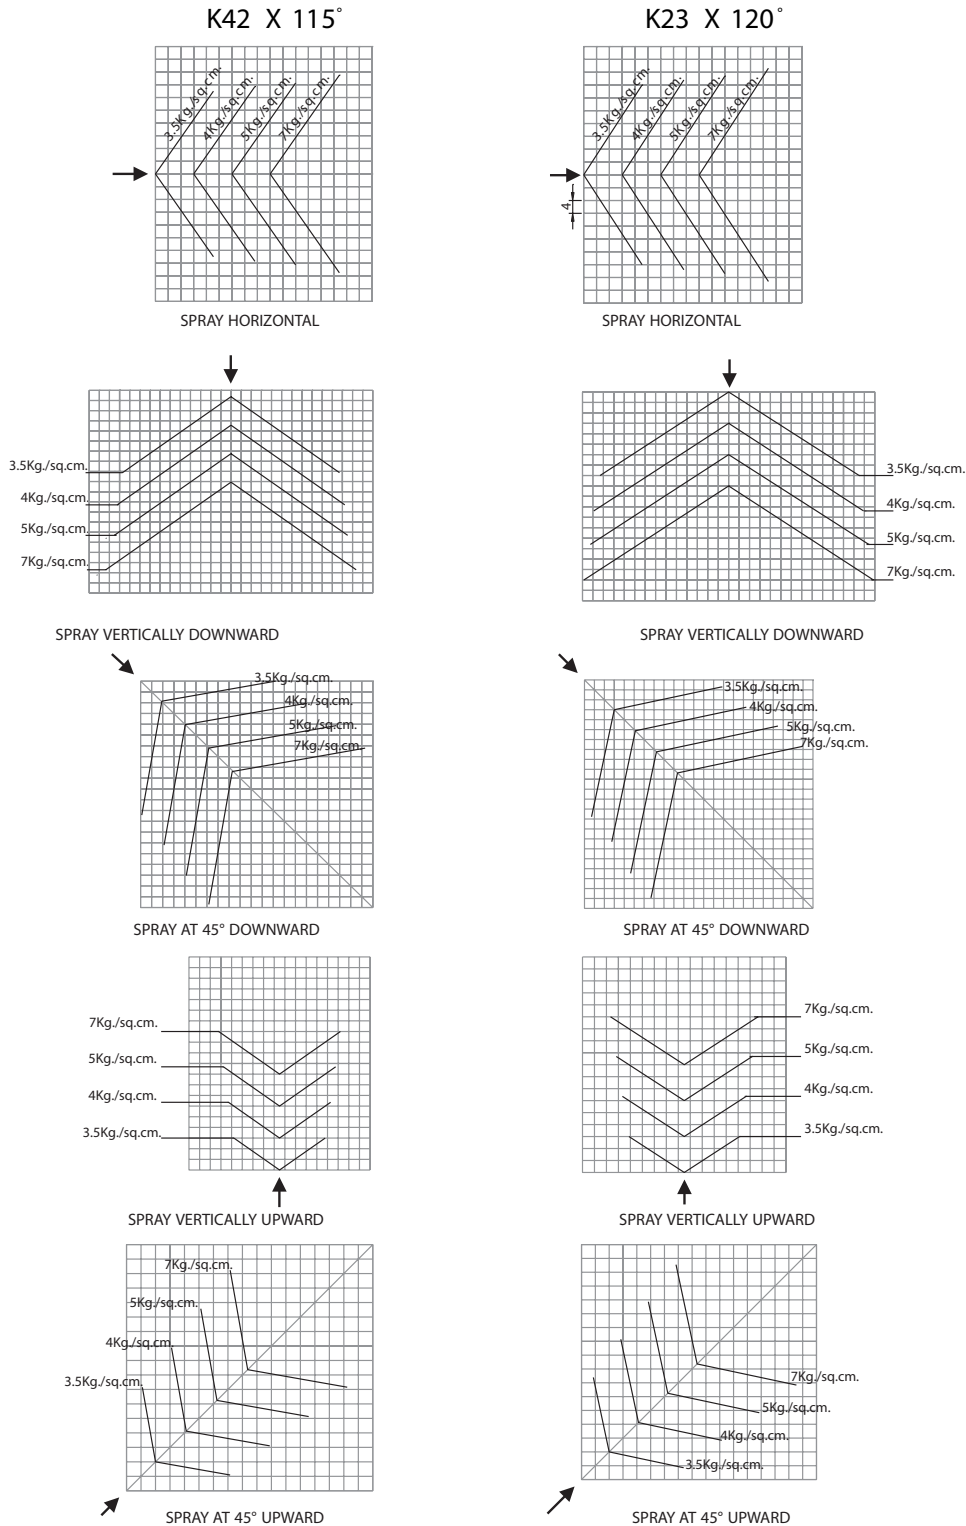 K42 X 115°
3.5Kg./sq.cm.
4Kg./sq.cm.
5Kg./sq.cm.
7Kg./sq.cm.
SPRAY HORIZONTAL
3.5Kg./sq.cm.
4Kg./sq.cm.
5Kg./sq.cm.
7Kg./sq.cm.
SPRAY VERTICALLY DOWNWARD
3.5Kg./sq.cm.
4Kg./sq.cm.
5Kg./sq.cm.
7Kg./sq.cm.
SPRAY AT 45° DOWNWARD
7Kg./sq.cm.
5Kg./sq.cm.
4Kg./sq.cm.
3.5Kg./sq.cm.
SPRAY VERTICALLY UPWARD
7Kg./sq.cm.
5Kg./sq.cm.
4Kg./sq.cm.
3.5Kg./sq.cm.
SPRAY AT 45° UPWARD
K23 X 120°
3.5Kg./sq.cm.
4Kg./sq.cm.
5Kg./sq.cm.
7Kg./sq.cm.
4
SPRAY HORIZONTAL
3.5Kg./sq.cm.
4Kg./sq.cm.
5Kg./sq.cm.
7Kg./sq.cm.
SPRAY VERTICALLY DOWNWARD
3.5Kg./sq.cm.
4Kg./sq.cm.
5Kg./sq.cm.
7Kg./sq.cm.
SPRAY AT 45° DOWNWARD
7Kg./sq.cm.
5Kg./sq.cm.
4Kg./sq.cm.
3.5Kg./sq.cm.
SPRAY VERTICALLY UPWARD
7Kg./sq.cm.
5Kg./sq.cm.
4Kg./sq.cm.
3.5Kg./sq.cm.
SPRAY AT 45° UPWARD